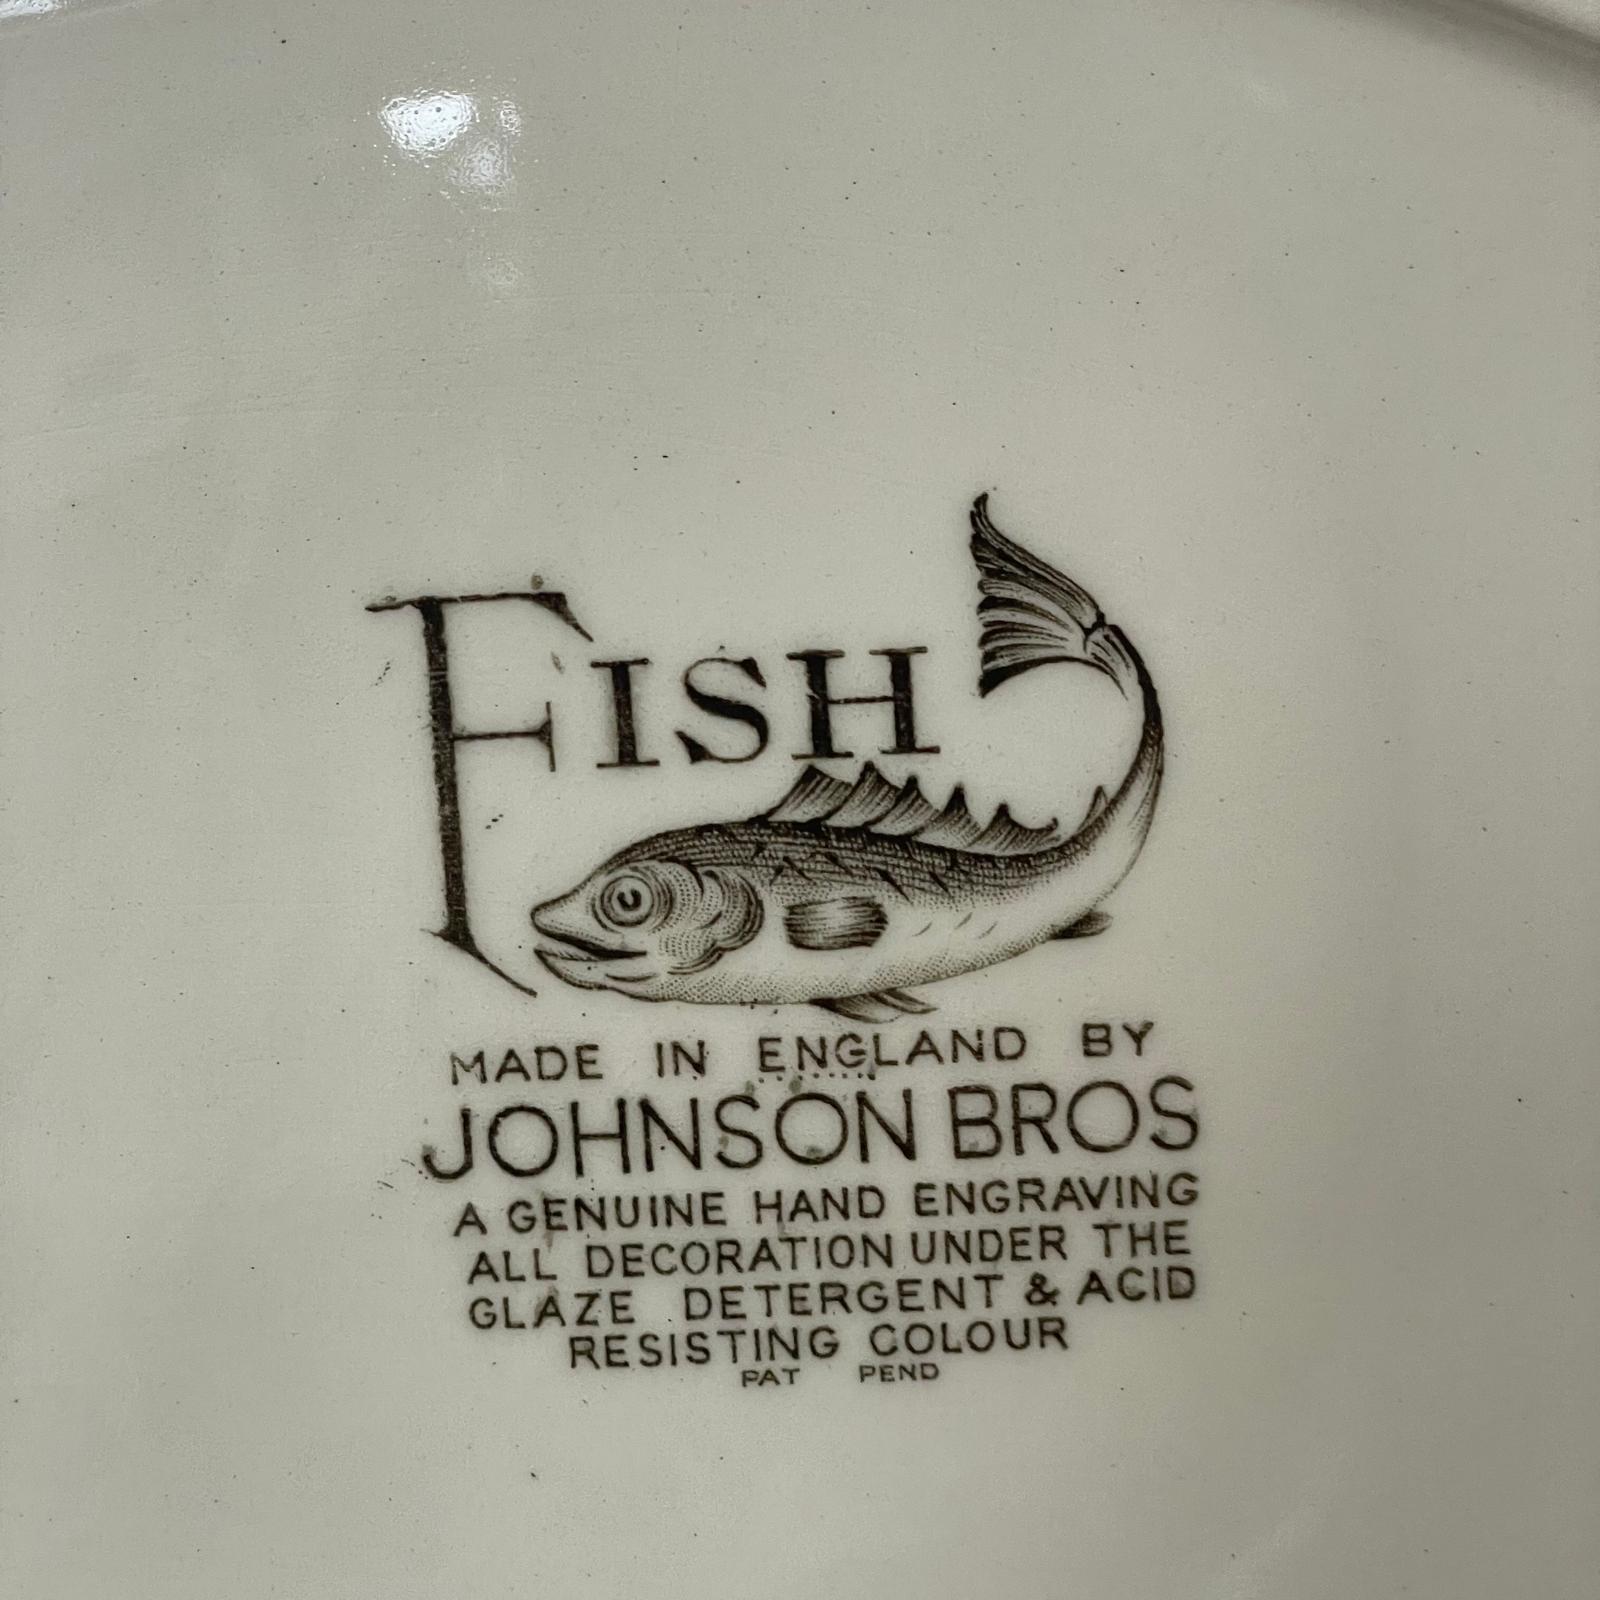 FISH
MADE IN ENGLAND BY
JOHNSON BROS
A GENUINE HAND ENGRAVING
ALL DECORATION UNDER THE
GLAZE DETERGENT & ACID
RESISTING COLOUR
PAT PEND